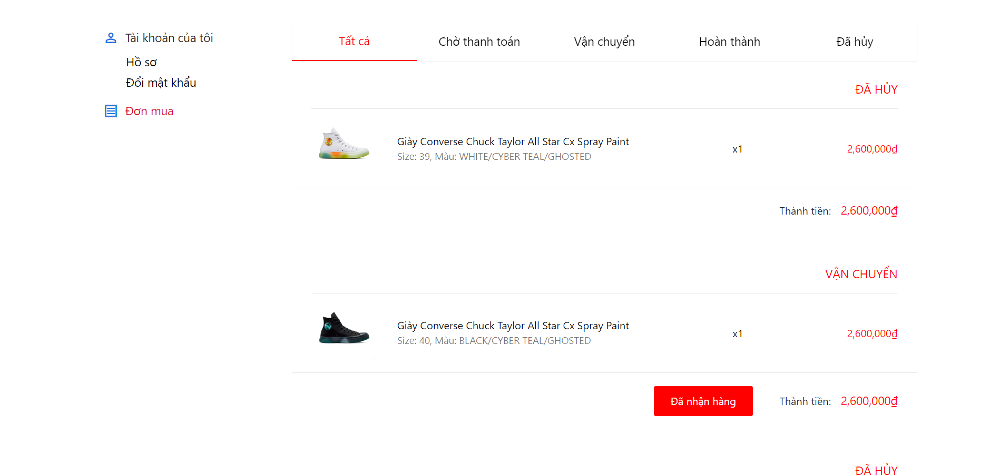 Tài khoản của tôi
Hồ sơ
Đổi mật khẩu
Đơn mua
Tất cả Chờ thanh toán Vận chuyển Hoàn thành Đã hủy
ĐÃ HỦY
Giày Converse Chuck Taylor All Star Cx Spray Paint
Size: 39, Màu: WHITE/CYBER TEAL/GHOSTED
x1
2,600,000₫
Thành tiền: 2,600,000₫
VẬN CHUYỂN
Giày Converse Chuck Taylor All Star Cx Spray Paint
Size: 40, Màu: BLACK/CYBER TEAL/GHOSTED
x1
2,600,000₫
Đã nhận hàng Thành tiền: 2,600,000₫
ĐÃ HỦY